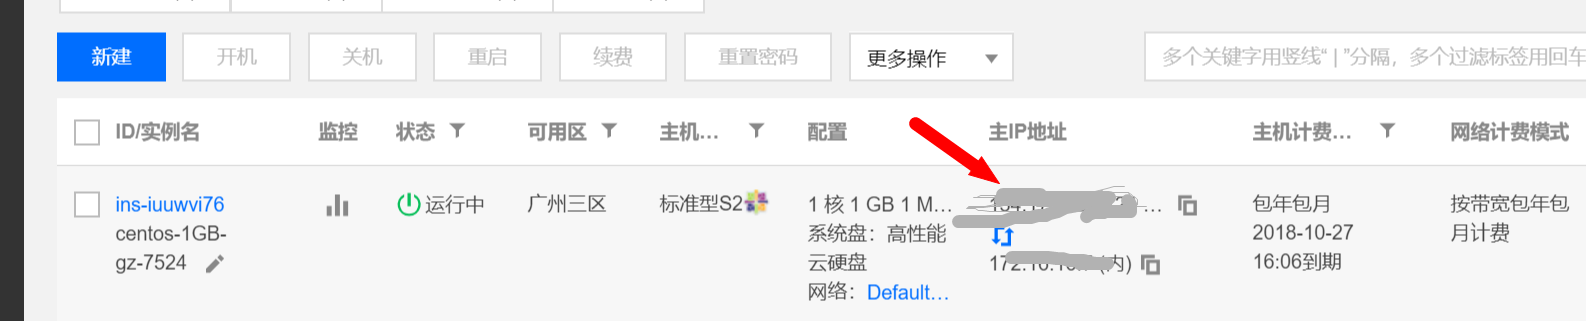 新建 开机 关机 重启 续费 重置密码 更多操作 多个关键字用竖线“ | ”分隔，多个过滤标签用回车
ID/实例名 监控 状态 可用区 主机... 配置 主IP地址 主机计费... 网络计费模式
ins-iuuwvi76 运行中 广州三区 标准型S2 1 核 1 GB 1 M... ... 包年包月 按带宽包年包
centos-1GB- 系统盘：高性能 2018-10-27 月计费
gz-7524 云硬盘 172. (内) 16:06到期
网络：Default...